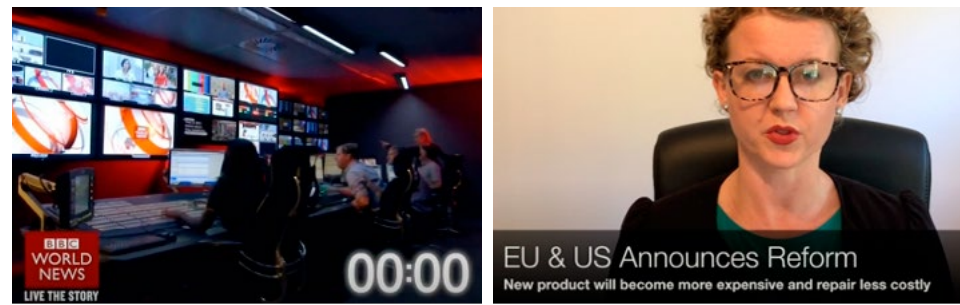 BBC
WORLD
NEWS
LIVE THE STORY
00:00
EU & US Announces Reform
New product will become more expensive and repair less costly